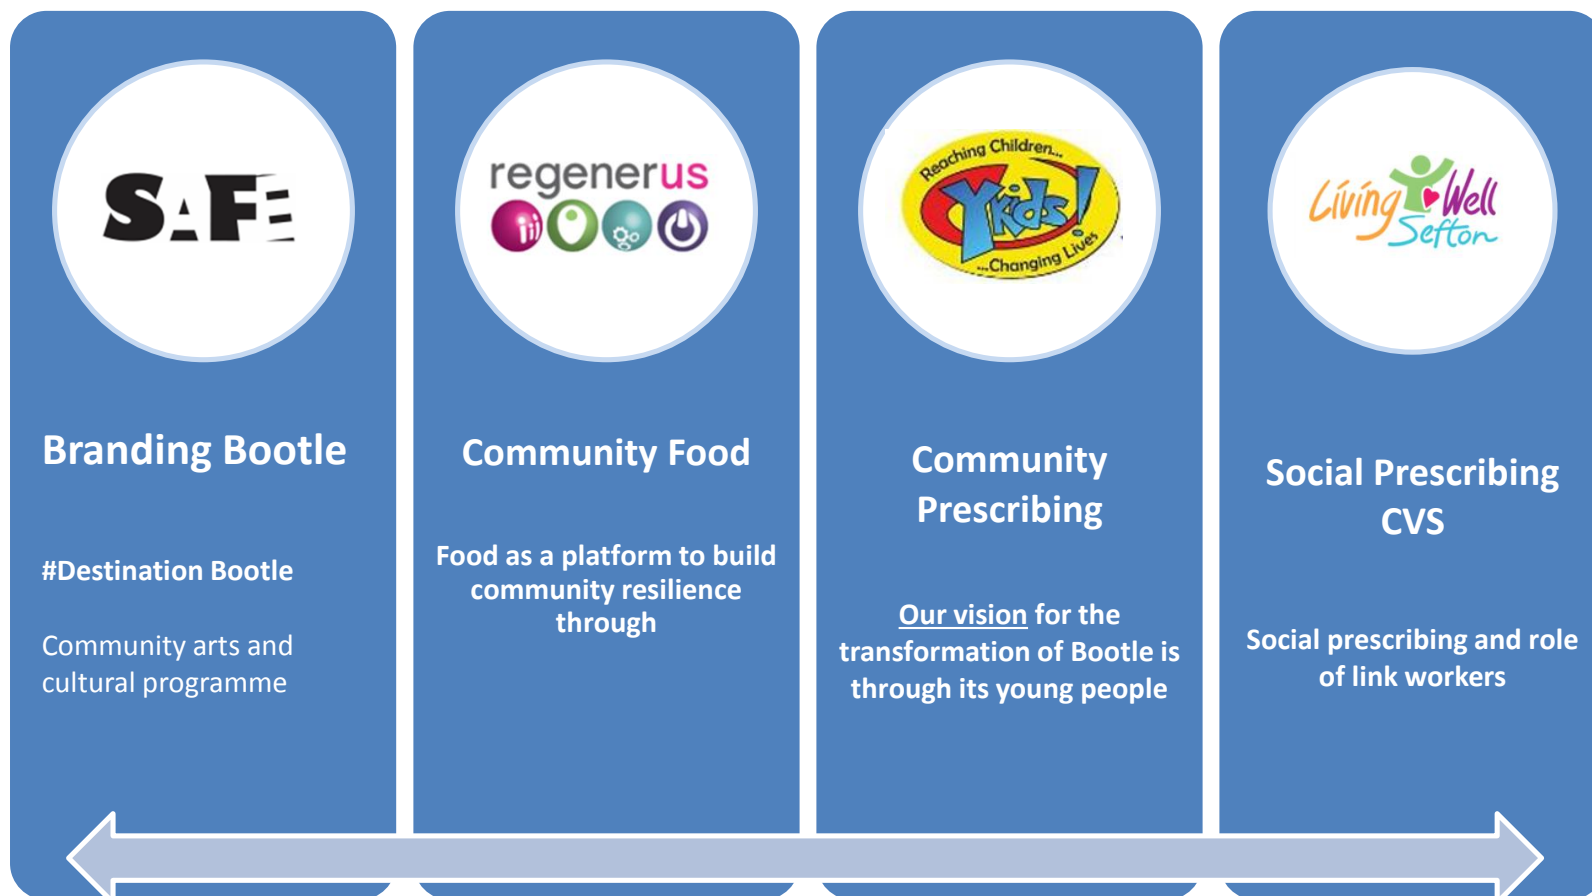 SAFE
Branding Bootle
#Destination Bootle
Community arts and
cultural programme
regenerus
Community Food
Food as a platform to build
community resilience
through
Reaching Children...
Ykids!
...Changing Lives
Community
Prescribing
Our vision for the
transformation of Bootle is
through its young people
Living Well
Sefton
Social Prescribing
CVS
Social prescribing and role
of link workers